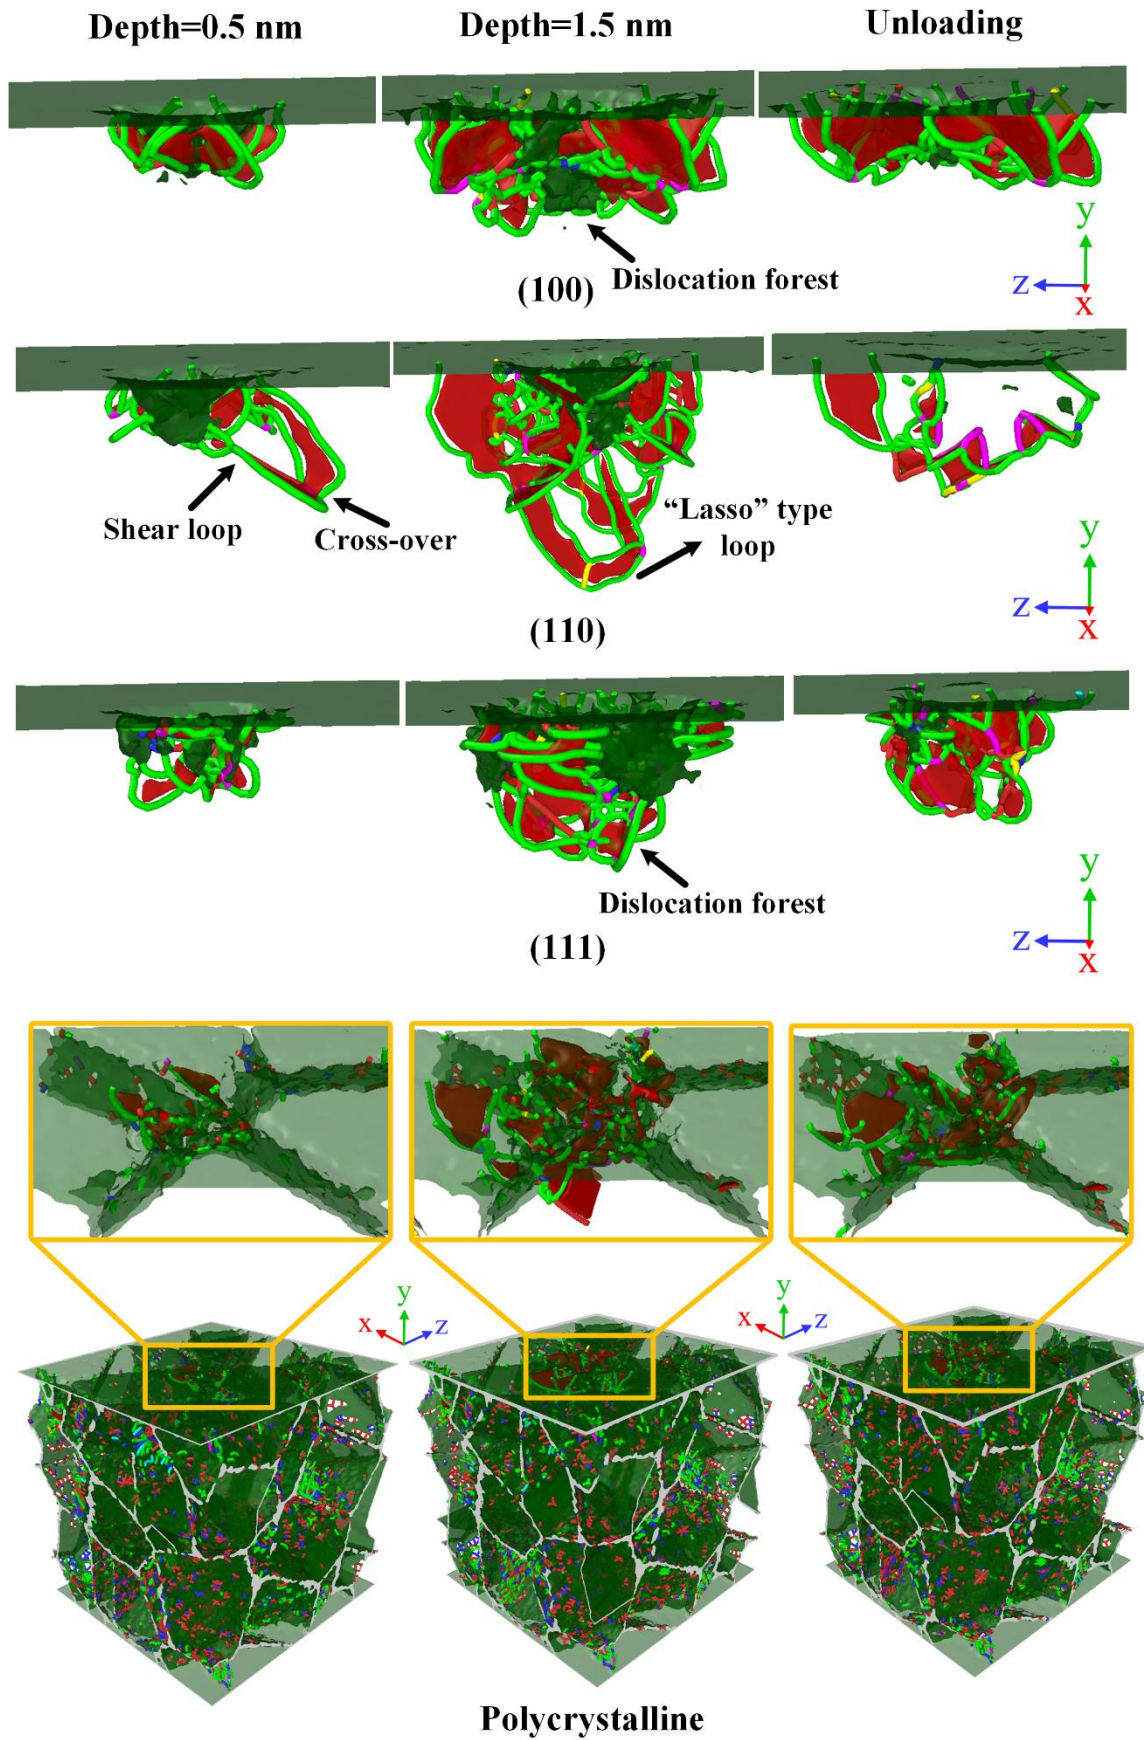 Depth=0.5 nm
Depth=1.5 nm
Unloading
Dislocation forest
(100)
y
z
x
Shear loop
Cross-over
“Lasso” type
loop
(110)
y
z
x
Dislocation forest
(111)
y
z
x
x
y
z
x
y
z
Polycrystalline